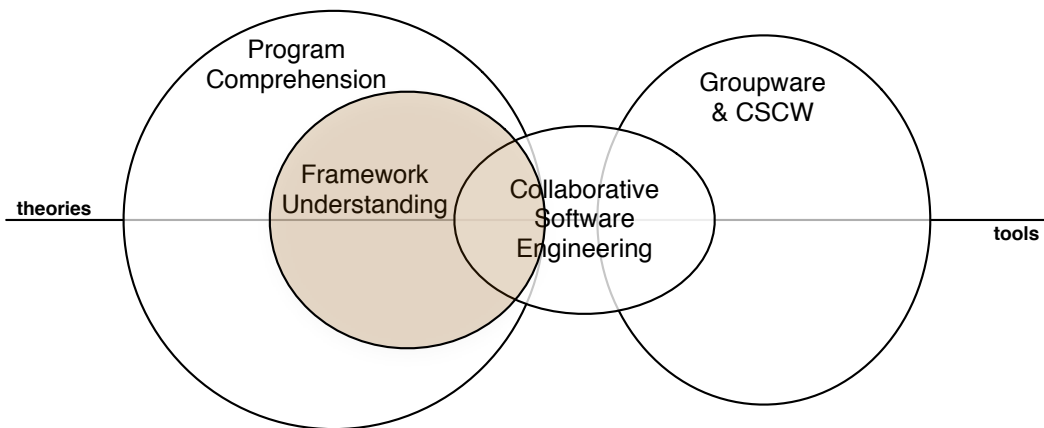 Program
Comprehension
Groupware
& CSCW
Framework
Understanding
Collaborative
Software
Engineering
theories
tools